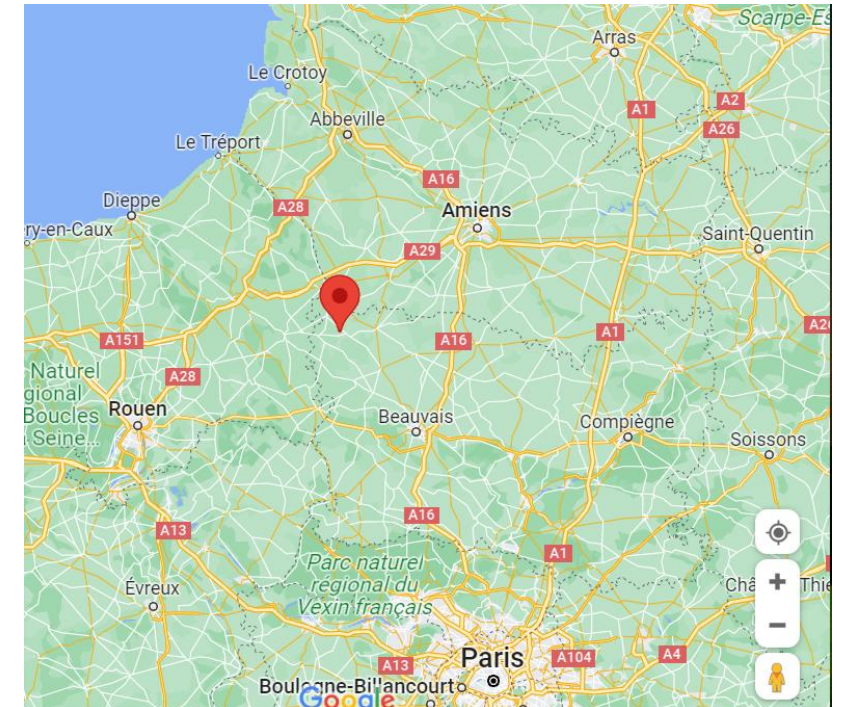 Scarpe-Es
Arras
Le Crotoy
A1
A2
Abbeville
A26
Le Tréport
A16
Dieppe
A28
Amiens
ry-en-Caux
Saint-Quentin
A29
A151
A16
A1
A2
Naturel
gional
Boucles
Seine...
A28
Rouen
Beauvais
Compiègne
Soissons
A16
A13
A1
Parc naturel
régional du
Vexin français
Évreux
Châ
Thie
Paris
A13
A104
A4
Boulogne-Billancourt
Google